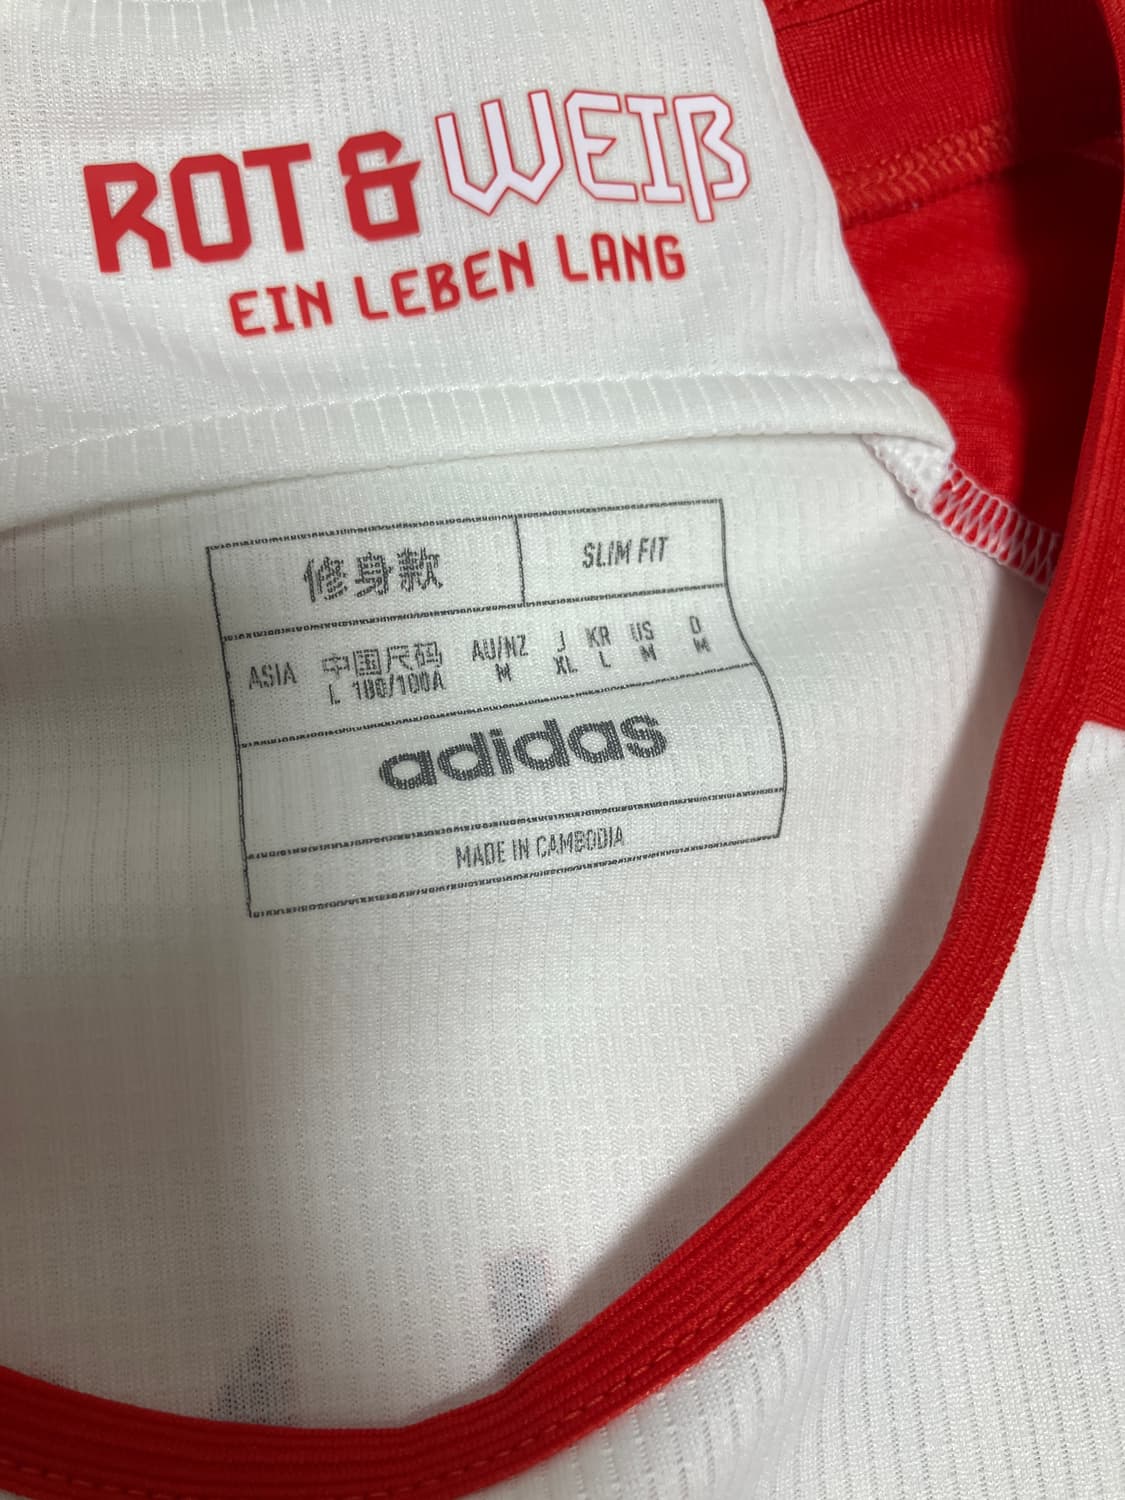 ROT & WEIß
EIN LEBEN LANG
修身款 SLIM FIT
ASIA 中国尺码 AU/NZ J KR US D
L 180/100A M XL L M M
adidas
MADE IN CAMBODIA